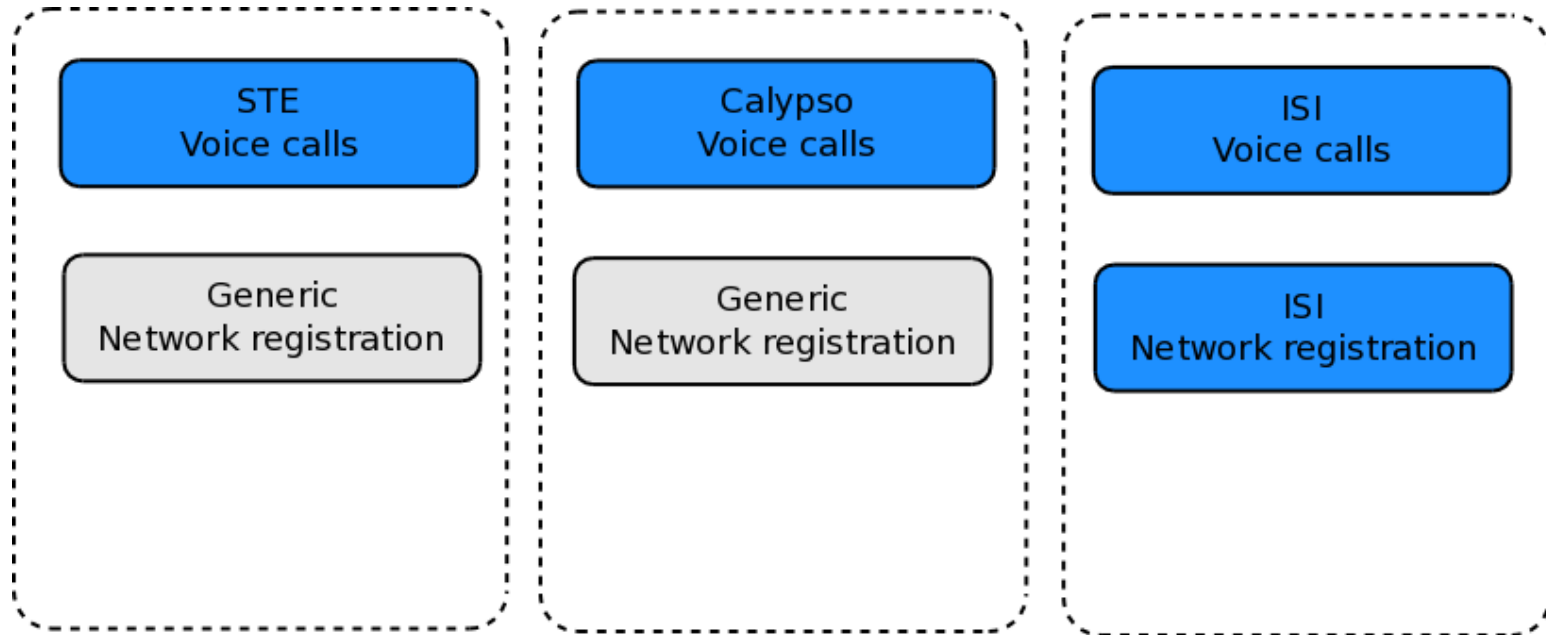 STE
Voice calls
Generic
Network registration
Calypso
Voice calls
Generic
Network registration
ISI
Voice calls
ISI
Network registration